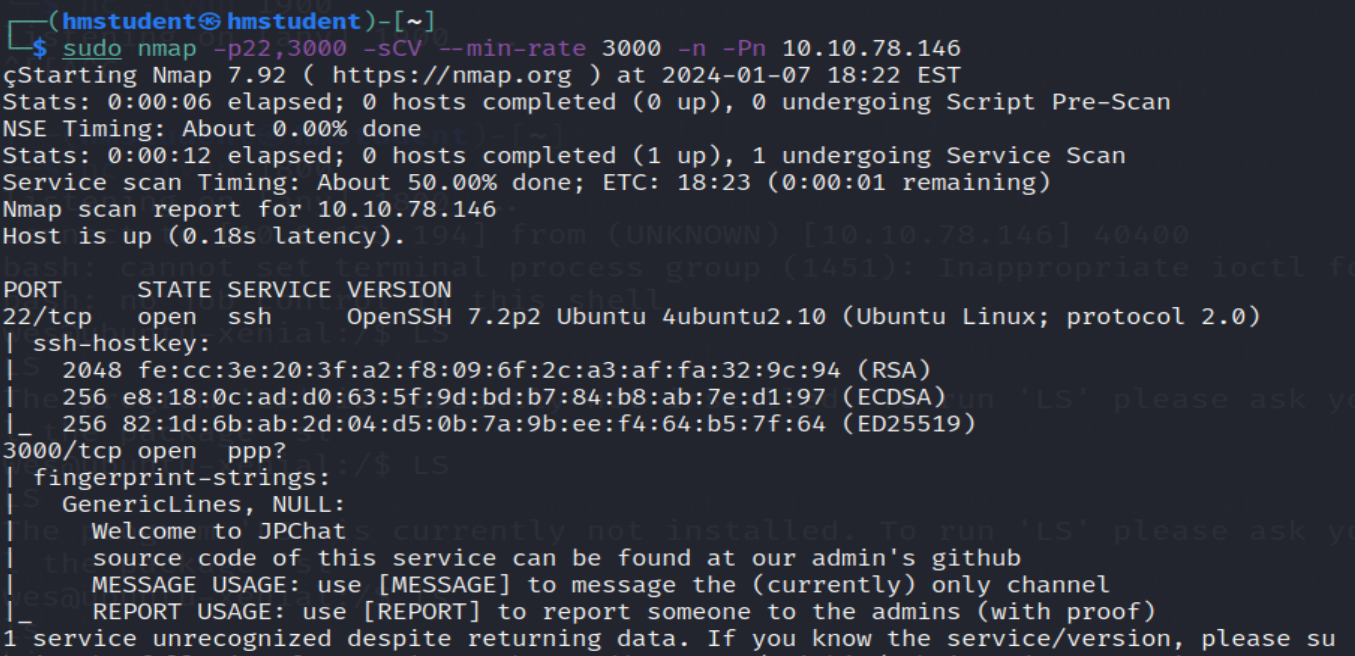 ┌──(hmstudent㉿hmstudent)-[~]
└─$ sudo nmap -p22,3000 -sCV --min-rate 3000 -n -Pn 10.10.78.146
çStarting Nmap 7.92 ( https://nmap.org ) at 2024-01-07 18:22 EST
Stats: 0:00:06 elapsed; 0 hosts completed (0 up), 0 undergoing Script Pre-Scan
NSE Timing: About 0.00% done
Stats: 0:00:12 elapsed; 0 hosts completed (1 up), 1 undergoing Service Scan
Service scan Timing: About 50.00% done; ETC: 18:23 (0:00:01 remaining)
Nmap scan report for 10.10.78.146
Host is up (0.18s latency).
PORT     STATE SERVICE VERSION
22/tcp   open  ssh     OpenSSH 7.2p2 Ubuntu 4ubuntu2.10 (Ubuntu Linux; protocol 2.0)
| ssh-hostkey:
|   2048 fe:cc:3e:20:3f:a2:f8:09:6f:2c:a3:af:fa:32:9c:94 (RSA)
|   256 e8:18:0c:ad:d0:63:5f:9d:bd:b7:84:b8:ab:7e:d1:97 (ECDSA)
|_  256 82:1d:6b:ab:2d:04:d5:0b:7a:9b:ee:f4:64:b5:7f:64 (ED25519)
3000/tcp open  ppp?
| fingerprint-strings:
|   GenericLines, NULL:
|     Welcome to JPChat
|     source code of this service can be found at our admin's github
|     MESSAGE USAGE: use [MESSAGE] to message the (currently) only channel
|_    REPORT USAGE: use [REPORT] to report someone to the admins (with proof)
1 service unrecognized despite returning data. If you know the service/version, please su